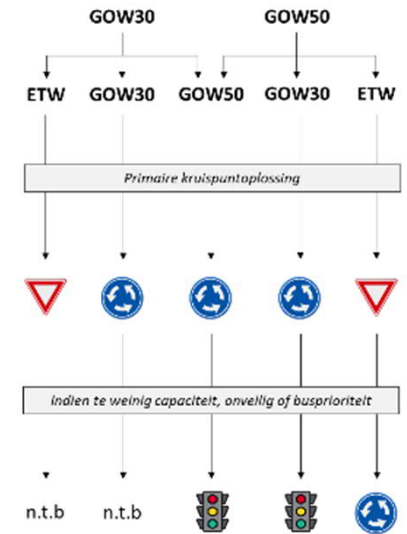 GOW30 GOW50
ETW GOW30 GOW50 GOW30 ETW
Primaire kruispuntoplossing
Indien te weinig capaciteit, onveilig of busprioriteit
n.t.b n.t.b